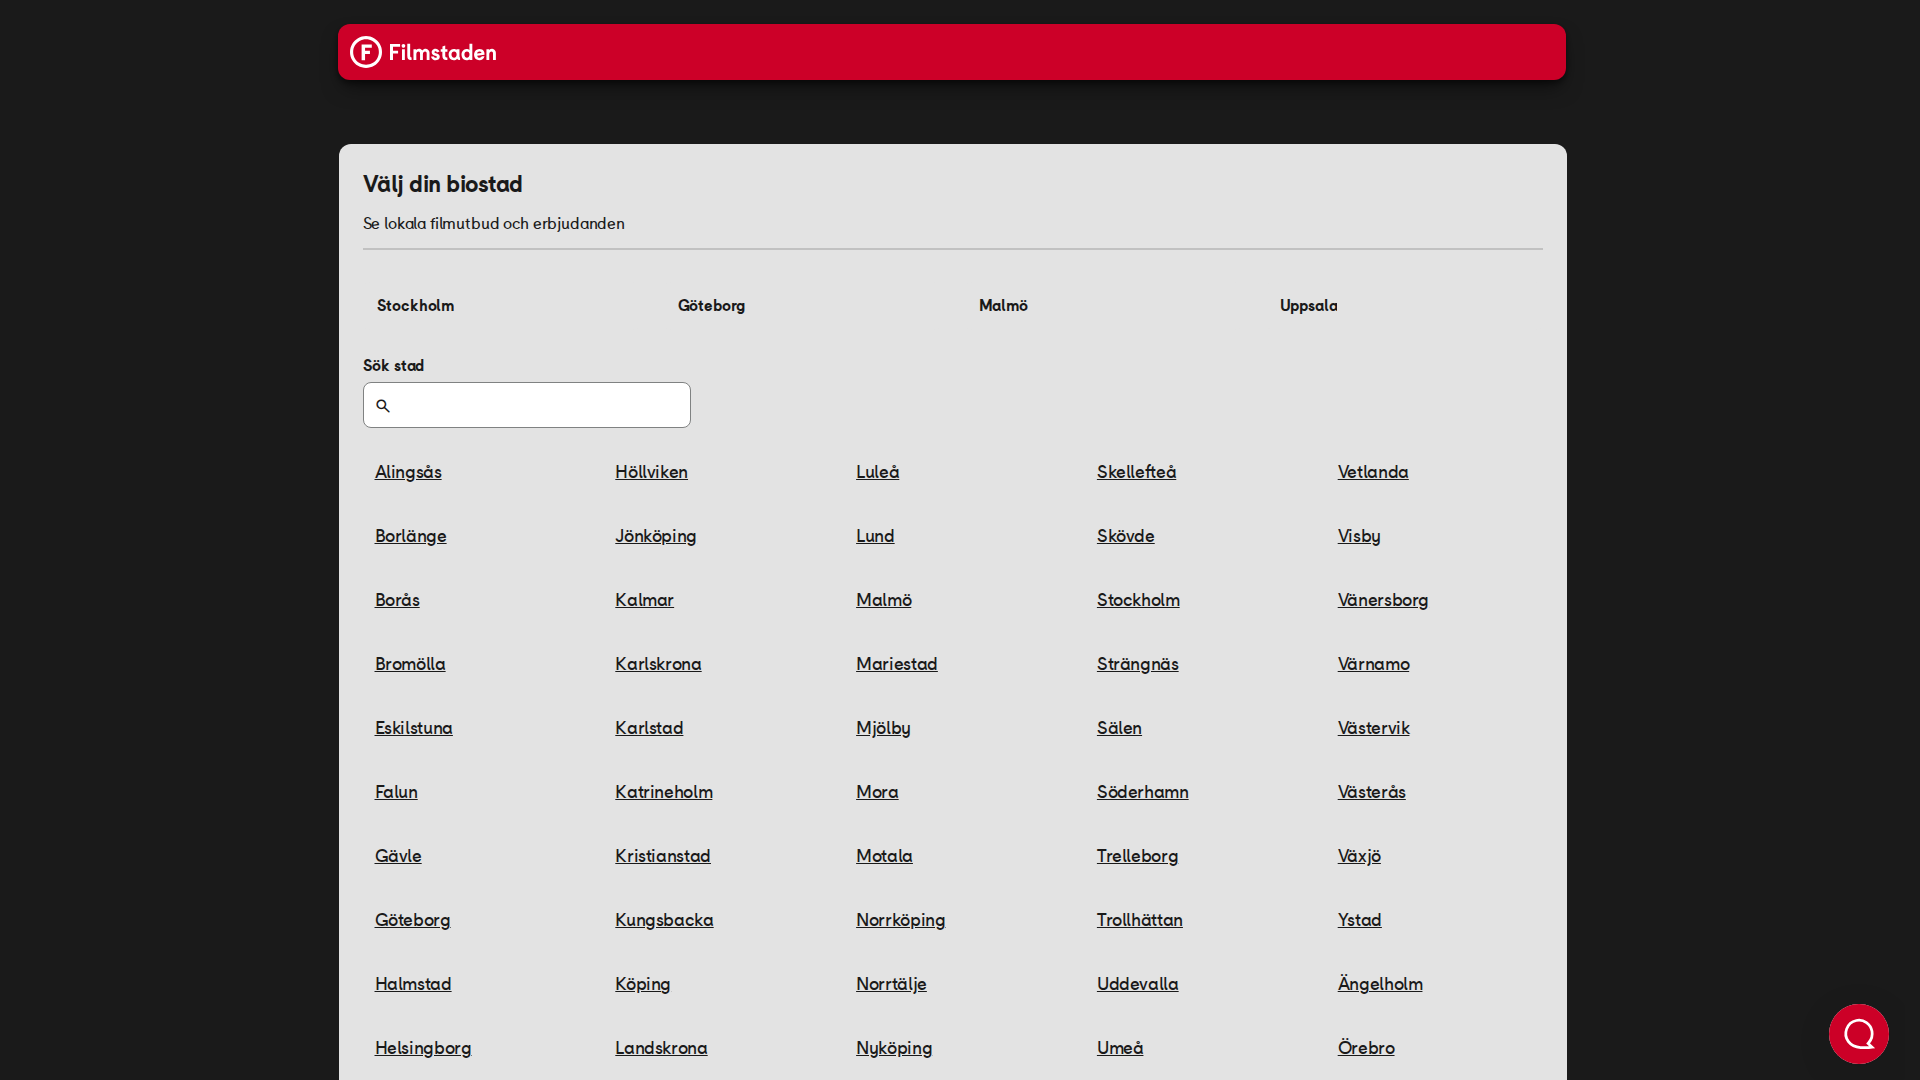 Filmstaden
Välj din biostad
Se lokala filmutbud och erbjudanden
Stockholm Göteborg Malmö Uppsala
Sök stad
Alingsås Höllviken Luleå Skellefteå Vetlanda
Borlänge Jönköping Lund Skövde Visby
Borås Kalmar Malmö Stockholm Vänersborg
Bromölla Karlskrona Mariestad Strängnäs Värnamo
Eskilstuna Karlstad Mjölby Sälen Västervik
Falun Katrineholm Mora Söderhamn Västerås
Gävle Kristianstad Motala Trelleborg Växjö
Göteborg Kungsbacka Norrköping Trollhättan Ystad
Halmstad Köping Norrtälje Uddevalla Ängelholm
Helsingborg Landskrona Nyköping Umeå Örebro